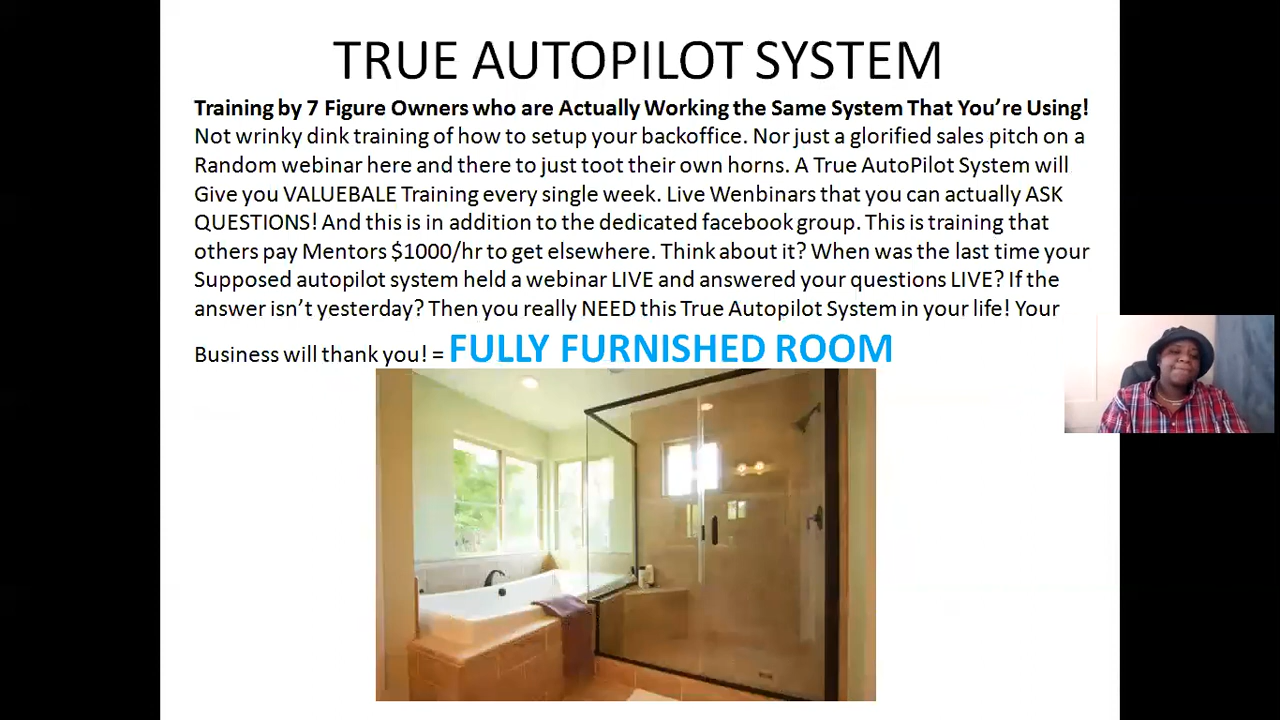 TRUE AUTOPILOT SYSTEM
Training by 7 Figure Owners who are Actually Working the Same System That You're Using!
Not wrinky dink training of how to setup your backoffice. Nor just a glorified sales pitch on a
Random webinar here and there to just toot their own horns. A True AutoPilot System will
Give you VALUEBALE Training every single week. Live Wenbinars that you can actually ASK
QUESTIONS! And this is in addition to the dedicated facebook group. This is training that
others pay Mentors $1000/hr to get elsewhere. Think about it? When was the last time your
Supposed autopilot system held a webinar LIVE and answered your questions LIVE? If the
answer isn't yesterday? Then you really NEED this True Autopilot System in your life! Your
Business will thank you! = FULLY FURNISHED ROOM